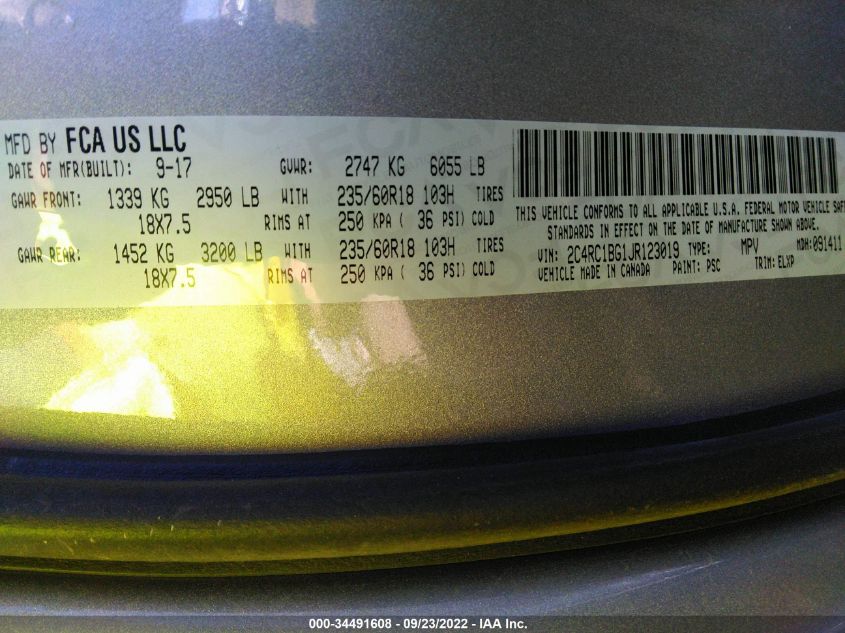 MFD BY FCA US LLC
DATE OF MFR(BUILT): 9-17 GVWR: 2747 KG 6055 LB
GAWR FRONT: 1339 KG 2950 LB WITH 235/60R18 103H TIRES
18X7.5 RIMS AT 250 KPA ( 36 PSI) COLD
GAWR REAR: 1452 KG 3200 LB WITH 235/60R18 103H TIRES
18X7.5 RIMS AT 250 KPA ( 36 PSI) COLD
THIS VEHICLE CONFORMS TO ALL APPLICABLE U.S.A. FEDERAL MOTOR VEHICLE SAF
STANDARDS IN EFFECT ON THE DATE OF MANUFACTURE SHOWN ABOVE.
VIN: 2C4RC1BG1JR123019 TYPE: MPV MDH: 091411
VEHICLE MADE IN CANADA PAINT: PSC TRIM: ELXP
000-34491608 - 09/23/2022 - IAA Inc.